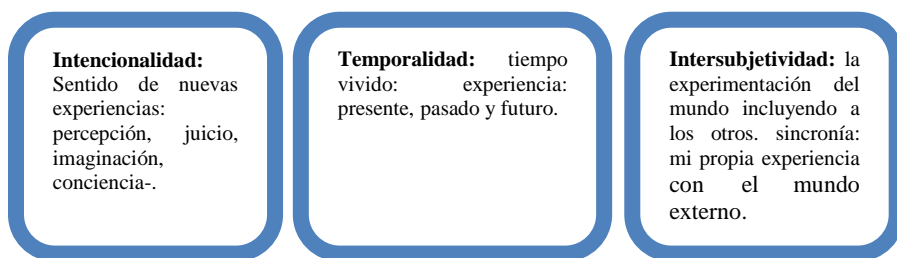 Intencionalidad:
Sentido de nuevas
experiencias:
percepción, juicio,
imaginación,
conciencia-.
Temporalidad: tiempo
vivido: experiencia:
presente, pasado y futuro.
Intersubjetividad: la
experimentación del
mundo incluyendo a
los otros. sincronía:
mi propia experiencia
con el mundo
externo.